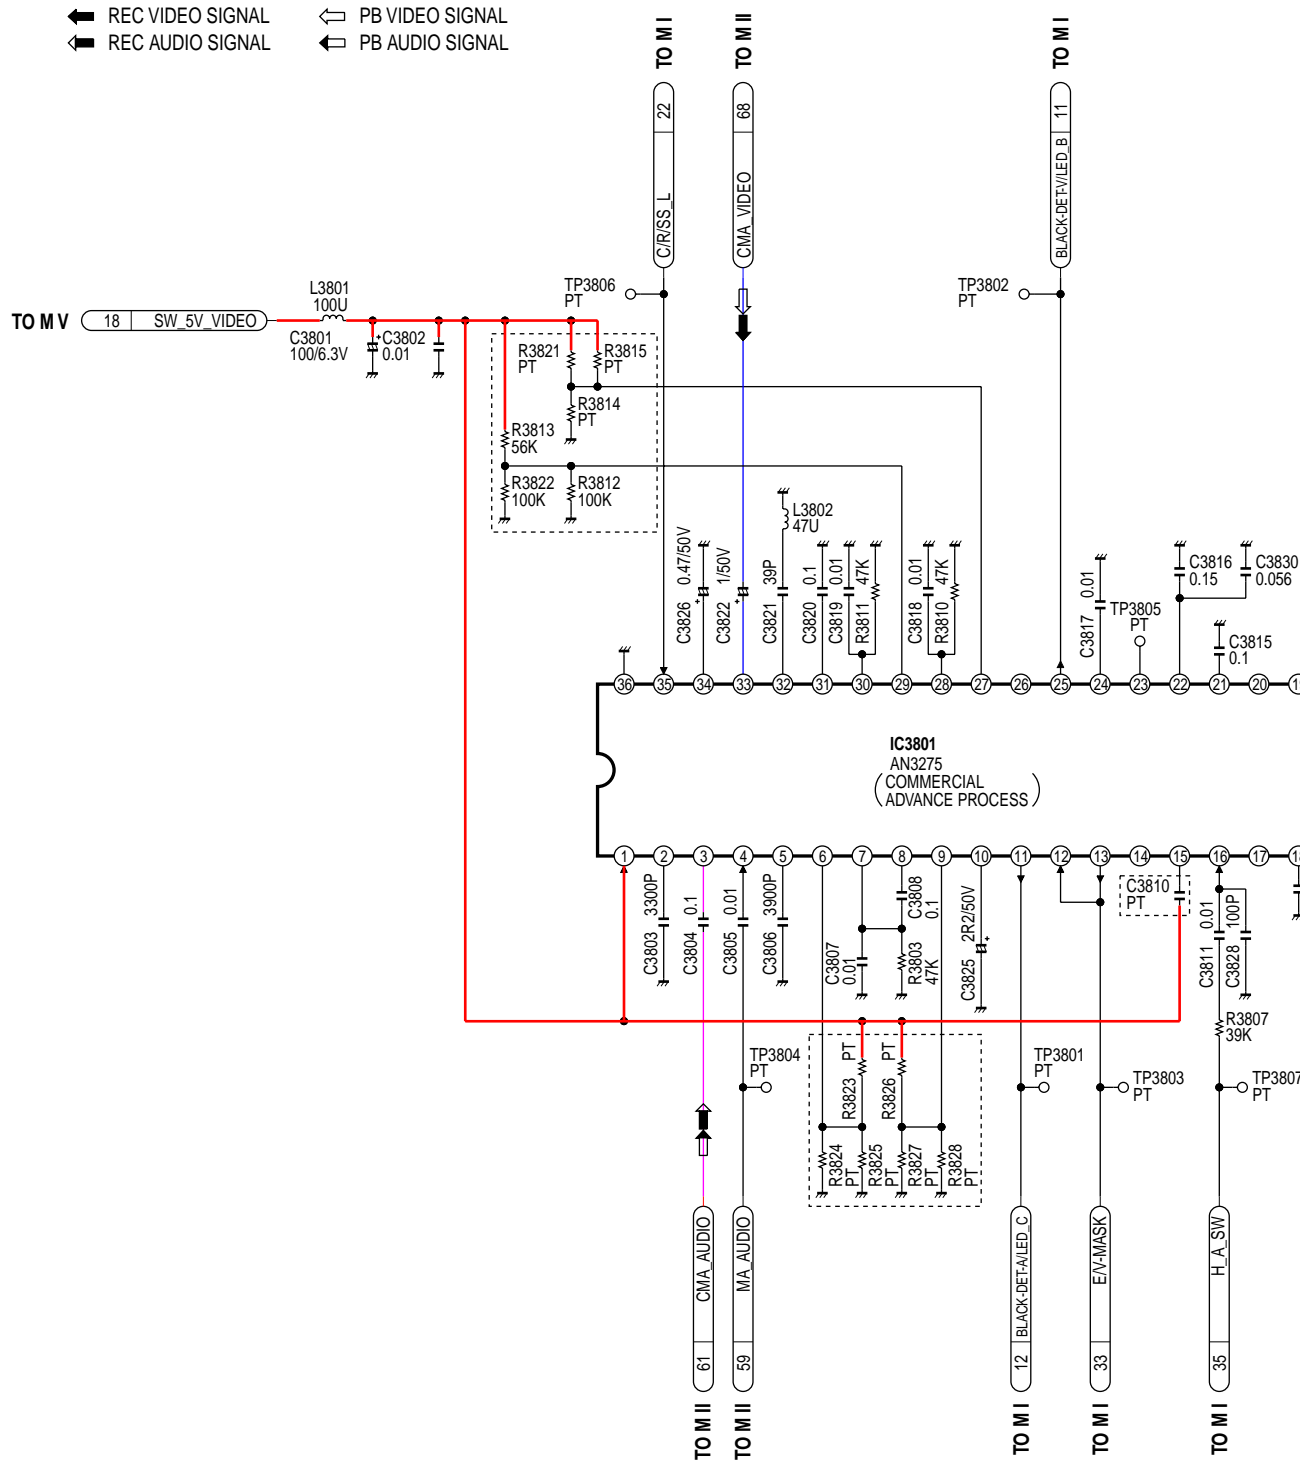 REC VIDEO SIGNAL
PB VIDEO SIGNAL
REC AUDIO SIGNAL
PB AUDIO SIGNAL
TO M I
TO M II
TO M I
22
C/R/SS_L
68
CMA_VIDEO
11
BLACK-DET-V/LED_B
TP3806
PT
TP3802
PT
TO M V
18
SW_5V_VIDEO
L3801
100U
C3801
100/6.3V
+
C3802
0.01
R3821
PT
R3815
PT
R3814
PT
R3813
56K
R3822
100K
R3812
100K
L3802
47U
C3826 0.47/50V
+
C3822 1/50V
+
C3821 39P
C3820 0.1
C3819 0.01
R3811 47K
C3818 0.01
R3810 47K
C3817 0.01
TP3805
PT
C3816
0.15
C3830
0.056
C3815
0.1
36 35 34 33 32 31 30 29 28 27 26 25 24 23 22 21 20
IC3801
AN3275
(COMMERCIAL
ADVANCE PROCESS)
1 2 3 4 5 6 7 8 9 10 11 12 13 14 15 16 17
C3803 3300P
C3804 0.1
C3805 0.01
C3806 3900P
C3807
0.01
C3808
0.1
R3803
47K
C3825 2R2/50V
+
C3810
PT
C3811 0.01
C3828 100P
R3807
39K
TP3804
PT
R3823 PT
R3826 PT
R3824
PT
R3825
PT
R3827
PT
R3828
PT
TP3801
PT
TP3803
PT
TP3807
PT
CMA_AUDIO
61
MA_AUDIO
59
BLACK-DET-A/LED_C
12
E/V-MASK
33
H_A_SW
35
TO M II
TO M II
TO M I
TO M I
TO M I